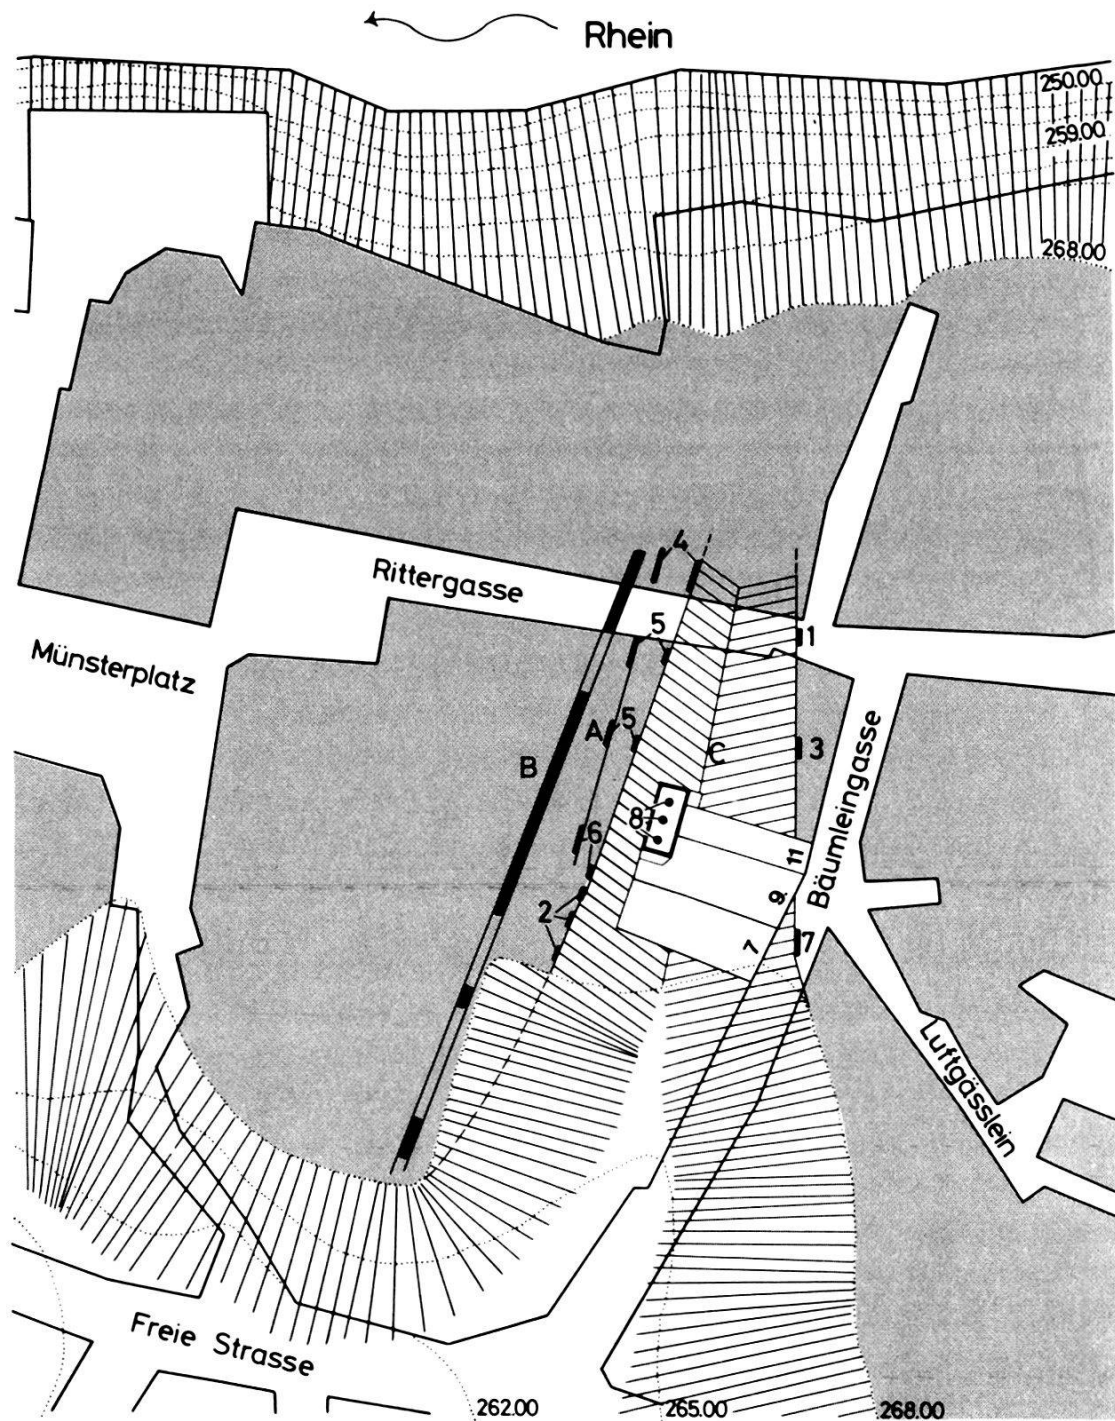 Rhein
250.00
259.00
268.00
4
Rittergasse
5
1
Münsterplatz
A
5
B
C
3
8
6
11
Bäumleingasse
9
2
7
7
Luftgässlein
Freie Strasse
262.00
265.00
268.00